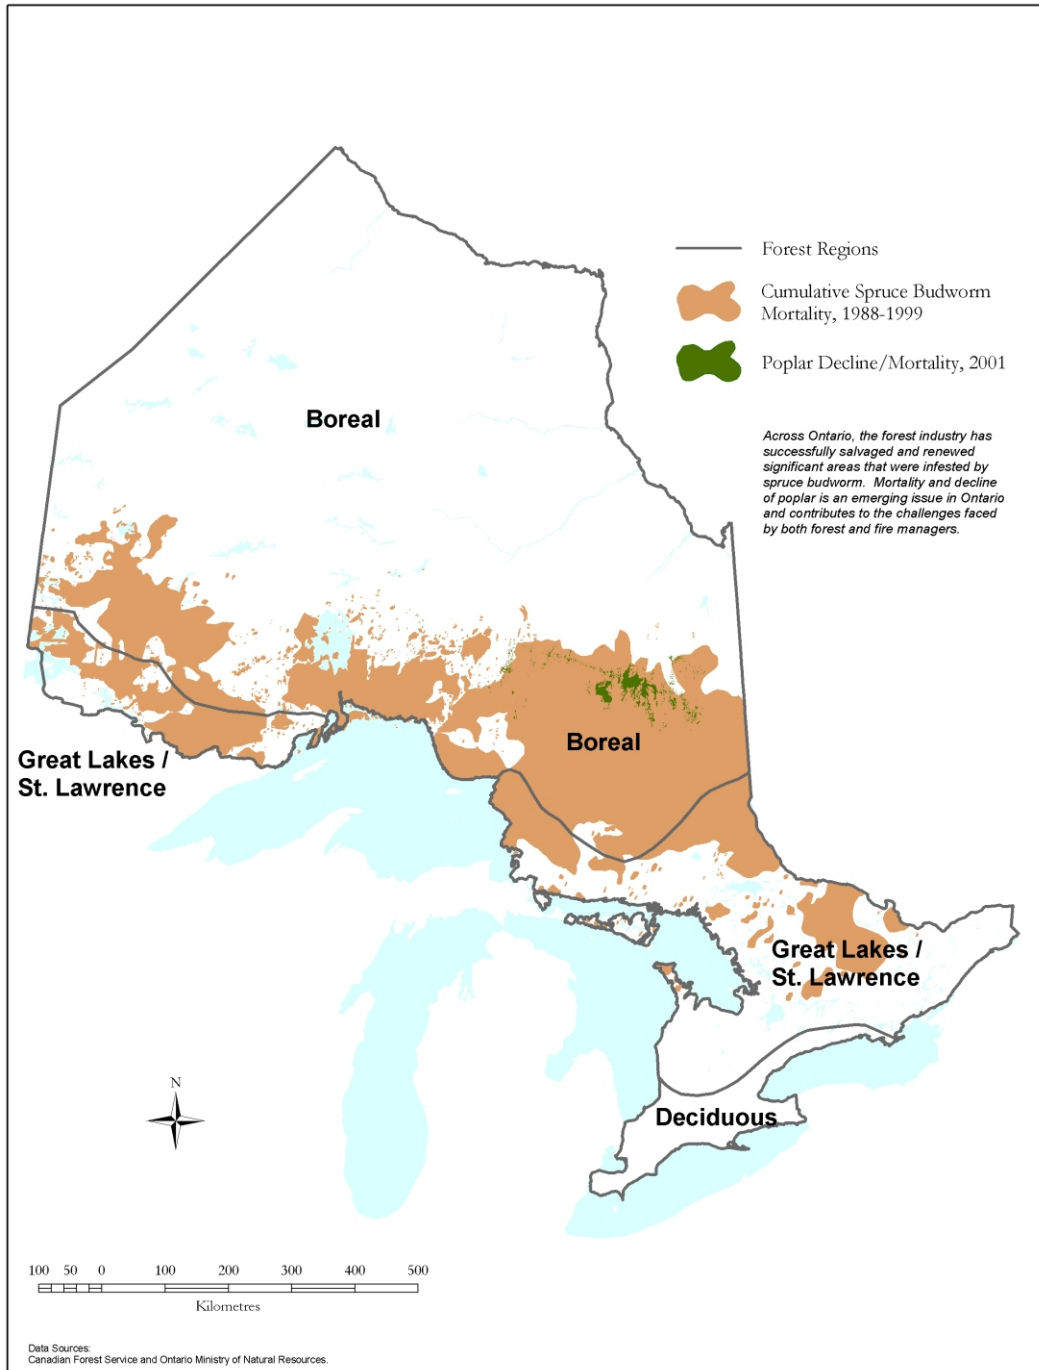 Forest Regions
Cumulative Spruce Budworm
Mortality, 1988-1999
Poplar Decline/Mortality, 2001
Boreal
Across Ontario, the forest industry has
successfully salvaged and renewed
significant areas that were infested by
spruce budworm.  Mortality and decline
of poplar is an emerging issue in Ontario
and contributes to the challenges faced
by both forest and fire managers.
Boreal
Great Lakes /
St. Lawrence
Great Lakes /
St. Lawrence
N
Deciduous
100 50 0 100 200 300 400 500
Kilometres
Data Sources:
Canadian Forest Service and Ontario Ministry of Natural Resources.